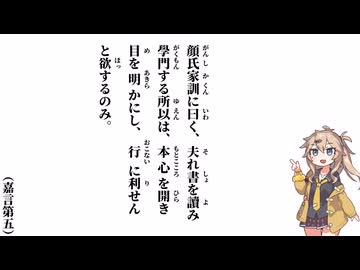 顔氏家訓に曰く、夫れ書を読み
學門する所以は、本心を開き
目を明かにし、行に利せん
と欲するのみ。
(嘉言第五)